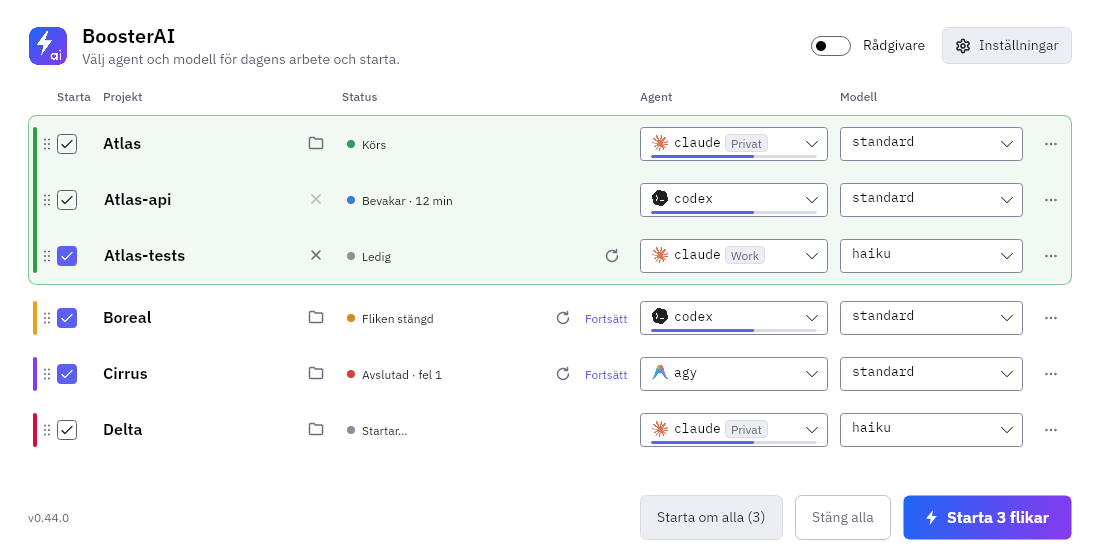 ai
BoosterAI
Välj agent och modell för dagens arbete och starta.
Rådgivare
Inställningar
Starta Projekt Status Agent Modell
Atlas Körs claude Privat standard
Atlas-api Bevakar · 12 min codex standard
Atlas-tests Ledig claude Work haiku
Boreal Fliken stängd Fortsätt codex standard
Cirrus Avslutad · fel 1 Fortsätt agy standard
Delta Startar… claude Privat haiku
v0.44.0 Starta om alla (3) Stäng alla Starta 3 flikar